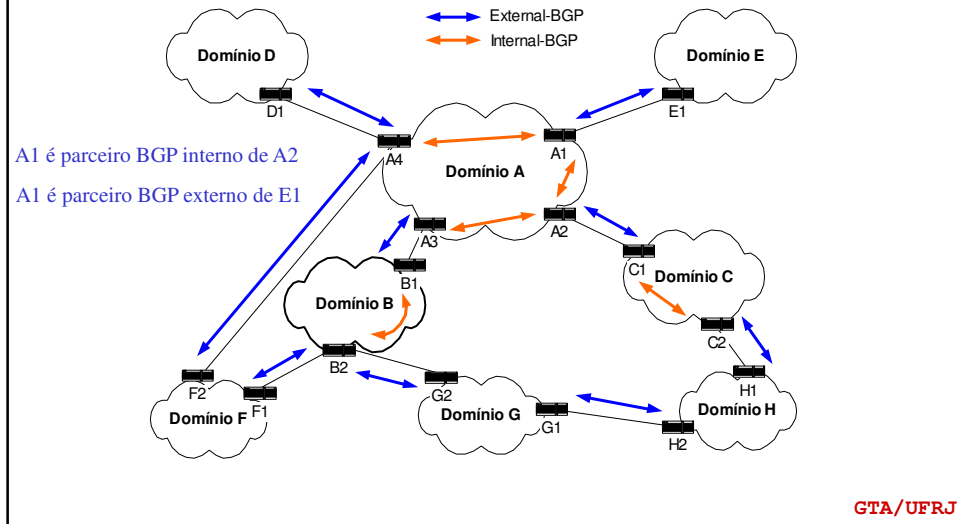 External-BGP
Internal-BGP
Domínio D
Domínio E
D1
E1
A4
A1
A1 é parceiro BGP interno de A2
Domínio A
A1 é parceiro BGP externo de E1
A3
A2
B1
C1
Domínio C
Domínio B
C2
B2
H1
F2
G2
F1
Domínio F
Domínio G
G1
Domínio H
H2
GTA/UFRJ